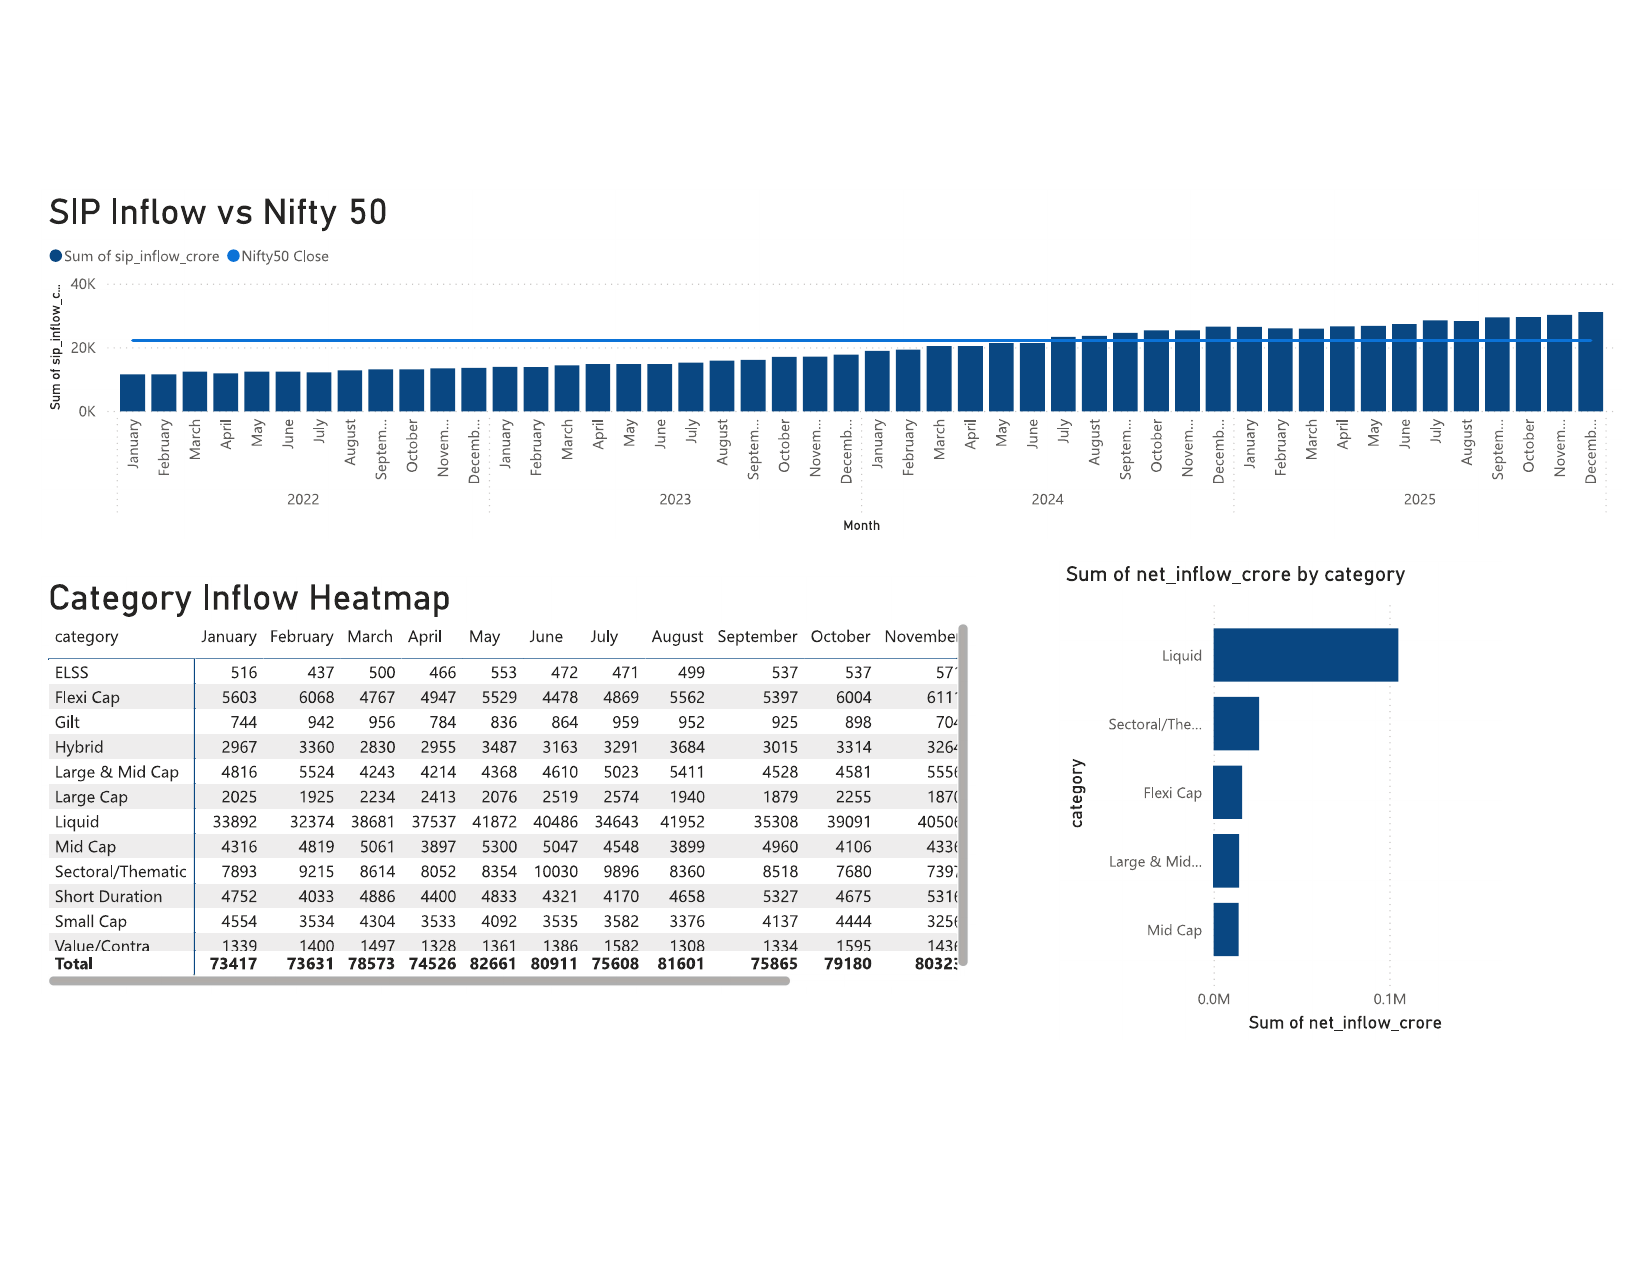 SIP Inflow vs Nifty 50
Sum of sip_inflow_crore Nifty50 Close
Sum of sip_inflow_c...
40K
20K
0K
January February March April May June July August Septem... October Novem... Decemb... January February March April May June July August Septem... October Novem... Decemb... January February March April May June July August Septem... October Novem... Decemb... January February March April May June July August Septem... October Novem... Decemb...
2022 2023 2024 2025
Month
Category Inflow Heatmap
category January February March April May June July August September October November
ELSS 516 437 500 466 553 472 471 499 537 537
Flexi Cap 5603 6068 4767 4947 5529 4478 4869 5562 5397 6004
Gilt 744 942 956 784 836 864 959 952 925 898
Hybrid 2967 3360 2830 2955 3487 3163 3291 3684 3015 3314
Large & Mid Cap 4816 5524 4243 4214 4368 4610 5023 5411 4528 4581
Large Cap 2025 1925 2234 2413 2076 2519 2574 1940 1879 2255
Liquid 33892 32374 38681 37537 41872 40486 34643 41952 35308 39091
Mid Cap 4316 4819 5061 3897 5300 5047 4548 3899 4960 4106
Sectoral/Thematic 7893 9215 8614 8052 8354 10030 9896 8360 8518 7680
Short Duration 4752 4033 4886 4400 4833 4321 4170 4658 5327 4675
Small Cap 4554 3534 4304 3533 4092 3535 3582 3376 4137 4444
Value/Contra 1339 1400 1497 1328 1361 1386 1582 1308 1334 1595
Total 73417 73631 78573 74526 82661 80911 75608 81601 75865 79180
Sum of net_inflow_crore by category
category
Liquid
Sectoral/The...
Flexi Cap
Large & Mid...
Mid Cap
0.0M 0.1M
Sum of net_inflow_crore